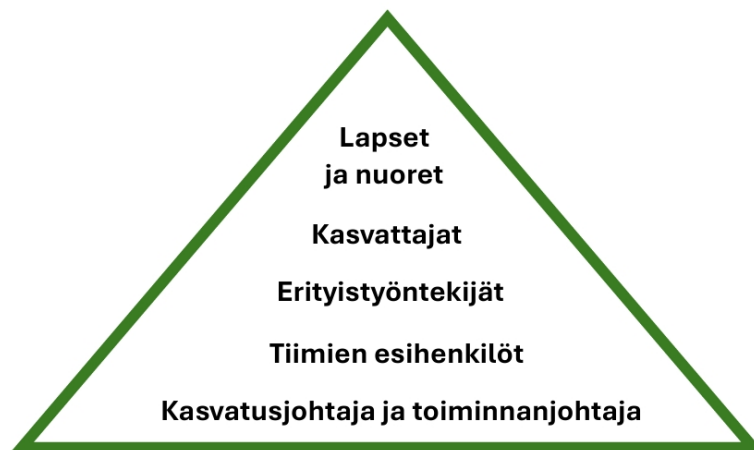 Lapset
ja nuoret
Kasvattajat
Erityistyöntekijät
Tiimien esihenkilöt
Kasvatusjohtaja ja toiminnanjohtaja